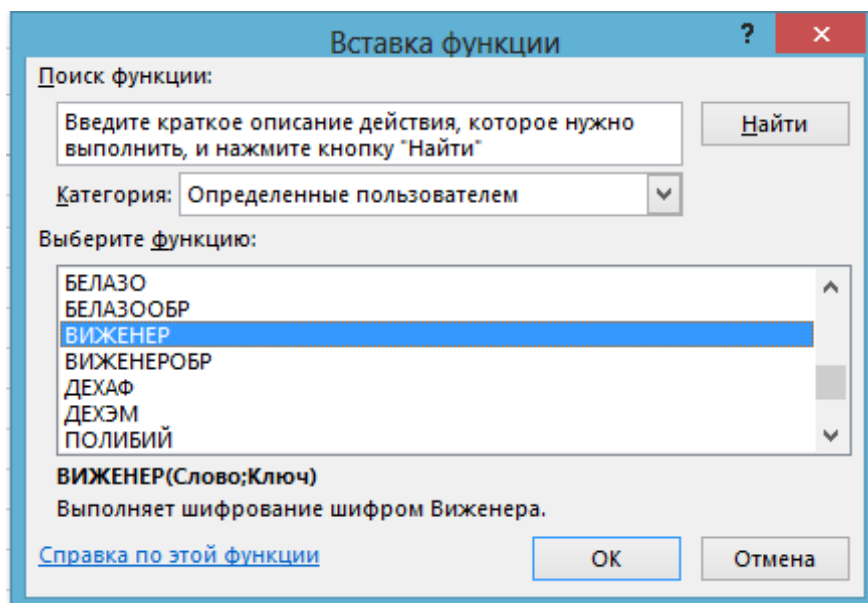 Вставка функции
?
×
Поиск функции:
Введите краткое описание действия, которое нужно
выполнить, и нажмите кнопку "Найти"
Найти
Категория: Определенные пользователем
Выберите функцию:
БЕЛАЗО
БЕЛАЗООБР
ВИЖЕНЕР
ВИЖЕНЕРОБР
ДЕХАФ
ДЕХЭМ
ПОЛИБИЙ
ВИЖЕНЕР(Слово;Ключ)
Выполняет шифрование шифром Виженера.
Справка по этой функции
ОК
Отмена